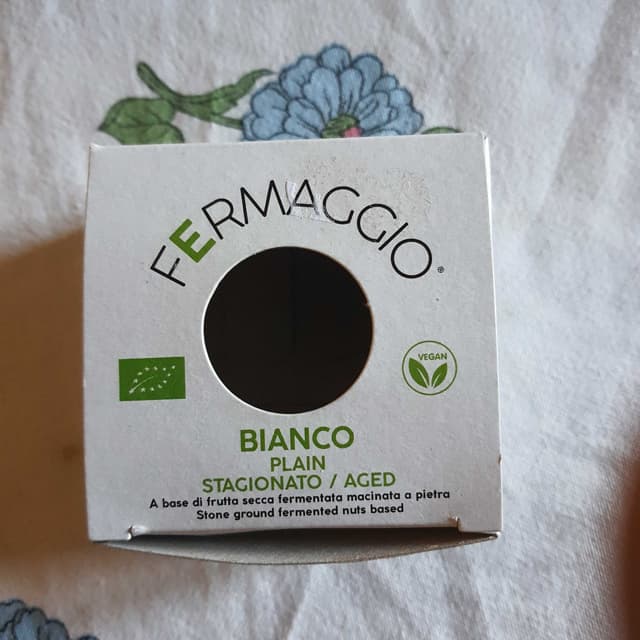 FERMAGGIO®
VEGAN
BIANCO
PLAIN
STAGIONATO / AGED
A base di frutta secca fermentata macinata a pietra
Stone ground fermented nuts based